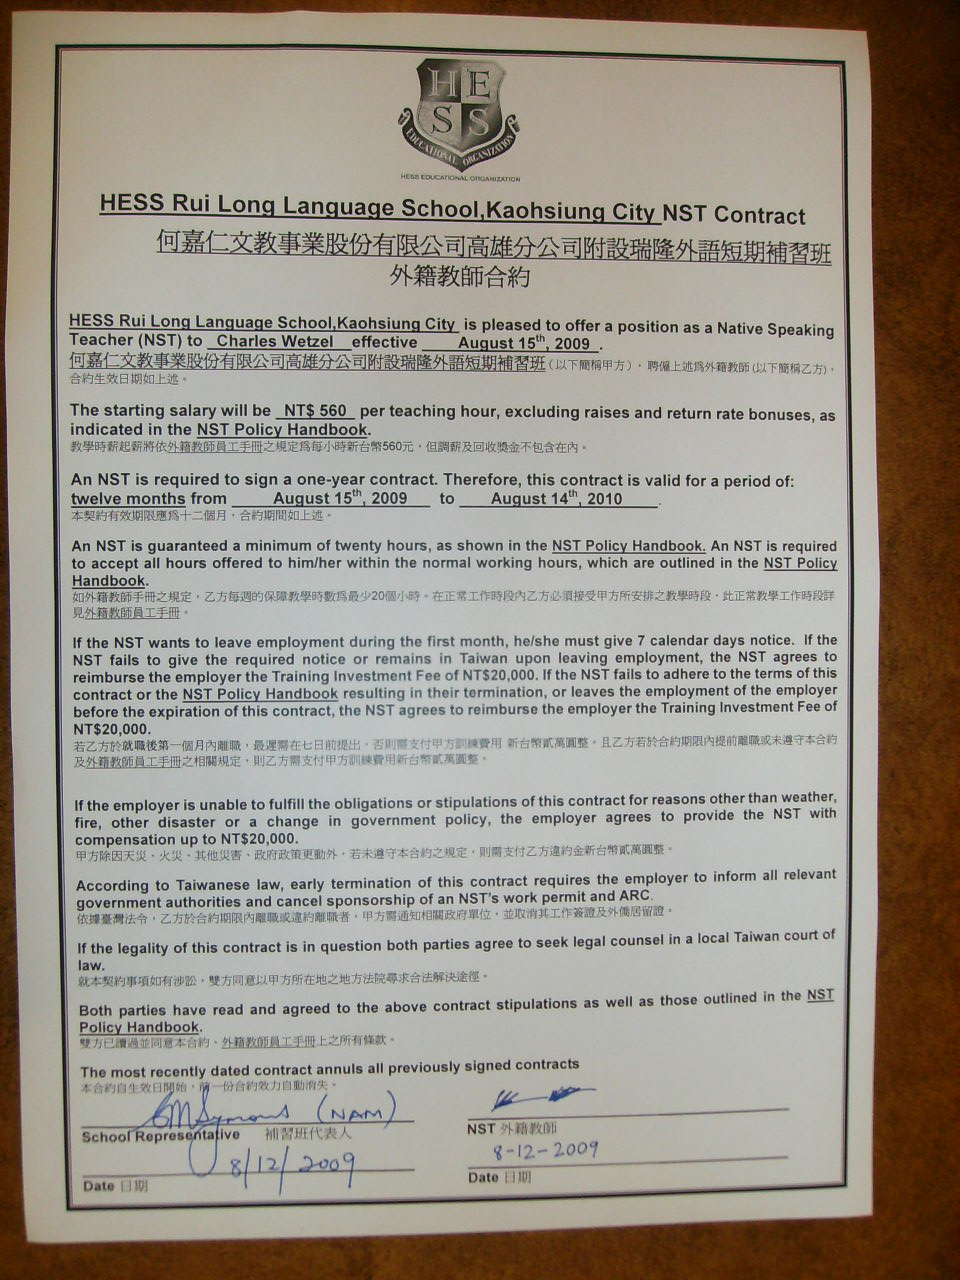 H E
S S
EDUCATIONAL ORGANIZATION
HESS EDUCATIONAL ORGANIZATION
HESS Rui Long Language School,Kaohsiung City NST Contract
何嘉仁文教事業股份有限公司高雄分公司附設瑞隆外語短期補習班
外籍教師合約
HESS Rui Long Language School,Kaohsiung City is pleased to offer a position as a Native Speaking
Teacher (NST) to Charles Wetzel effective August 15th, 2009 .
何嘉仁文教事業股份有限公司高雄分公司附設瑞隆外語短期補習班 (以下簡稱甲方)，聘僱上述爲外籍教師 (以下簡稱乙方)，
合約生效日期如上述。
The starting salary will be NT$ 560 per teaching hour, excluding raises and return rate bonuses, as
indicated in the NST Policy Handbook.
教學時薪起薪將依外籍教師員工手冊之規定爲每小時新台幣560元，但調薪及回收獎金不包含在內。
An NST is required to sign a one-year contract. Therefore, this contract is valid for a period of:
twelve months from August 15th, 2009 to August 14th, 2010 .
本契約有效期限應爲十二個月，合約期間如上述。
An NST is guaranteed a minimum of twenty hours, as shown in the NST Policy Handbook. An NST is required
to accept all hours offered to him/her within the normal working hours, which are outlined in the NST Policy
Handbook.
如外籍教師手冊之規定，乙方每週的保障教學時數爲最少20個小時。在正常工作時段內乙方必須接受甲方所安排之教學時段，此正常教學工作時段詳
見外籍教師員工手冊。
If the NST wants to leave employment during the first month, he/she must give 7 calendar days notice. If the
NST fails to give the required notice or remains in Taiwan upon leaving employment, the NST agrees to
reimburse the employer the Training Investment Fee of NT$20,000. If the NST fails to adhere to the terms of this
contract or the NST Policy Handbook resulting in their termination, or leaves the employment of the employer
before the expiration of this contract, the NST agrees to reimburse the employer the Training Investment Fee of
NT$20,000.
若乙方於就職後第一個月內離職，最遲需在七日前提出，否則需支付甲方訓練費用 新台幣貳萬圓整。且乙方若於合約期限內提前離職或未遵守本合約
及外籍教師員工手冊之相關規定，則乙方需支付甲方訓練費用新台幣貳萬圓整。
If the employer is unable to fulfill the obligations or stipulations of this contract for reasons other than weather,
fire, other disaster or a change in government policy, the employer agrees to provide the NST with
compensation up to NT$20,000.
甲方除因天災、火災、其他災害、政府政策更動外，若未遵守本合約之規定，則需支付乙方違約金新台幣貳萬圓整。
According to Taiwanese law, early termination of this contract requires the employer to inform all relevant
government authorities and cancel sponsorship of an NST's work permit and ARC.
依據臺灣法令，乙方於合約期限內離職或違約離職者，甲方需通知相關政府單位，並取消其工作簽證及外僑居留證。
If the legality of this contract is in question both parties agree to seek legal counsel in a local Taiwan court of
law.
就本契約事項如有涉訟，雙方同意以甲方所在地之地方法院尋求合法解決途徑。
Both parties have read and agreed to the above contract stipulations as well as those outlined in the NST
Policy Handbook.
雙方已讀過並同意本合約、外籍教師員工手冊上之所有條款。
The most recently dated contract annuls all previously signed contracts
本合約自生效日開始，前一份合約效力自動消失。
(NAM)
School Representative 補習班代表人
NST 外籍教師
8/12/2009
8-12-2009
Date 日期
Date 日期